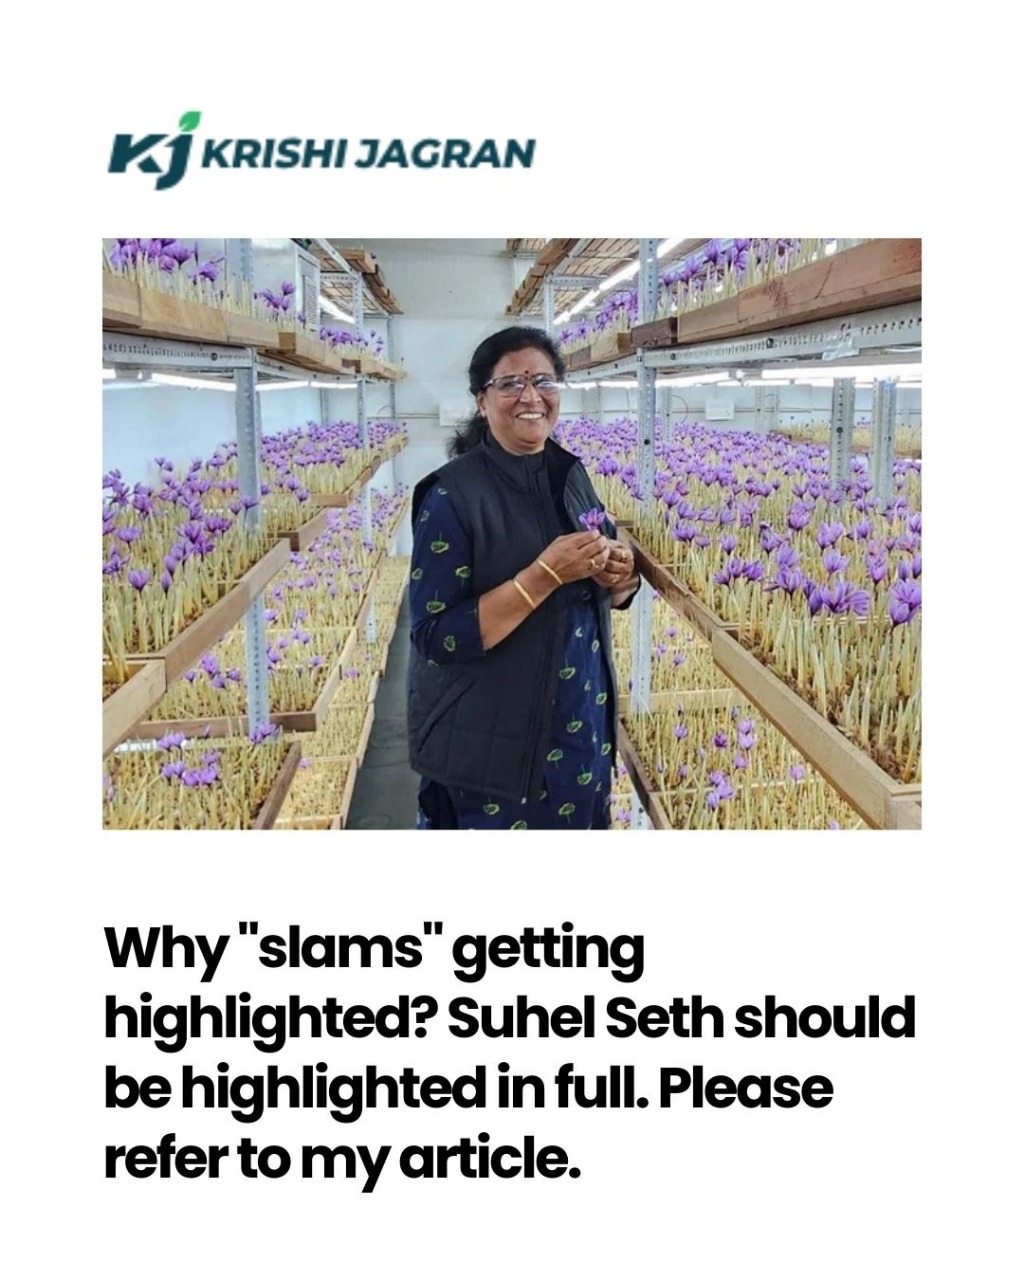 KJ KRISHI JAGRAN
Why "slams" getting
highlighted? Suhel Seth should
be highlighted in full. Please
refer to my article.